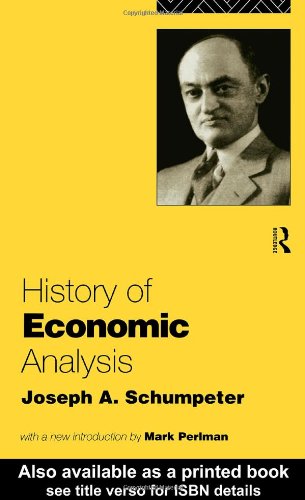 History of
Economic
Analysis
Joseph A. Schumpeter
with a new introduction by Mark Perlman
Also available as a printed book
see title verso for ISBN details